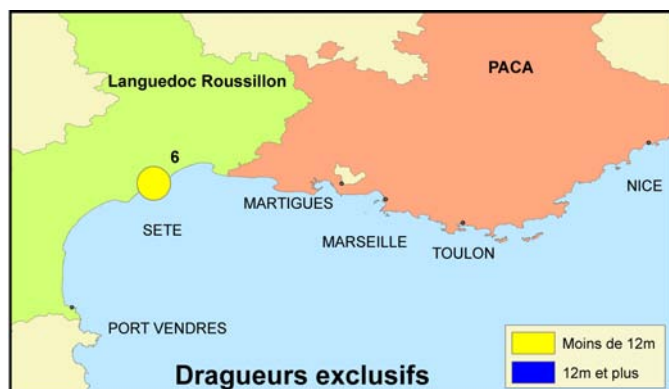 PACA
Languedoc Roussillon
6
NICE
MARTIGUES
SETE
MARSEILLE
TOULON
PORT VENDRES
Moins de 12m
12m et plus
Dragueurs exclusifs